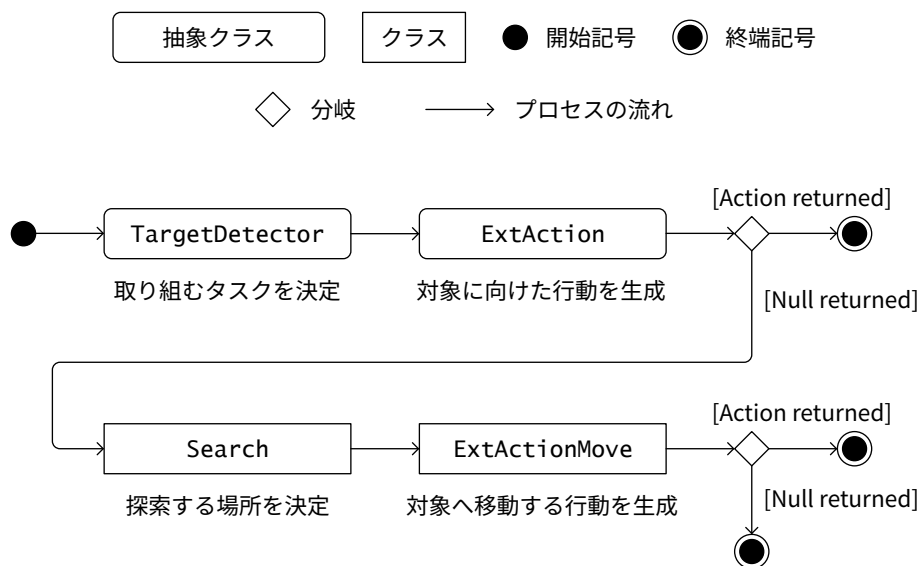 抽象クラス クラス 開始記号 終端記号
分岐 プロセスの流れ
[Action returned]
TargetDetector ExtAction
取り組むタスクを決定 対象に向けた行動を生成
[Null returned]
[Action returned]
Search ExtActionMove
探索する場所を決定 対象へ移動する行動を生成
[Null returned]